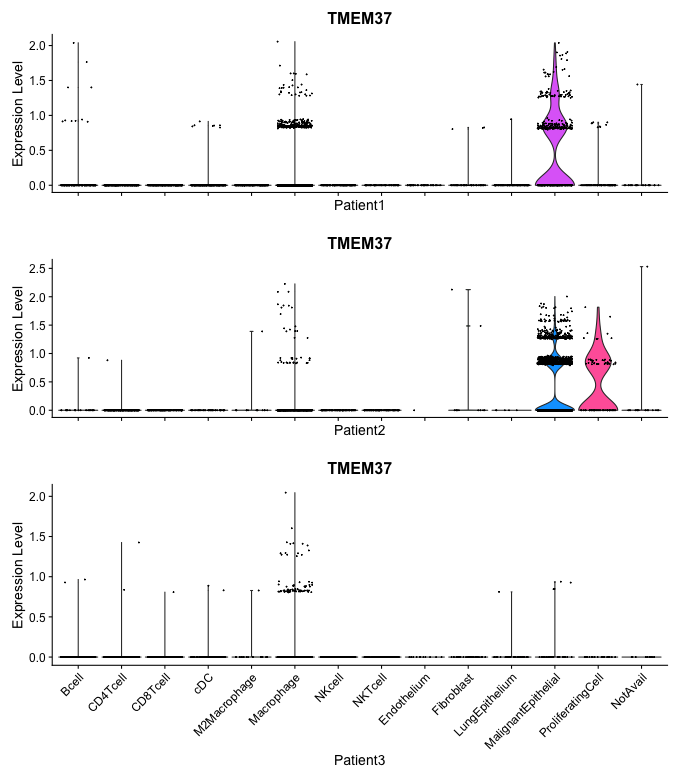 TMEM37
Expression Level
2.0
1.5
1.0
0.5
0.0
Patient1
TMEM37
Expression Level
2.5
2.0
1.5
1.0
0.5
0.0
Patient2
TMEM37
Expression Level
2.0
1.5
1.0
0.5
0.0
Bcell
CD4Tcell
CD8Tcell
cDC
M2Macrophage
Macrophage
NKcell
NKTcell
Endothelium
Fibroblast
LungEpithelium
MalignantEpithelial
ProliferatingCell
NotAvail
Patient3